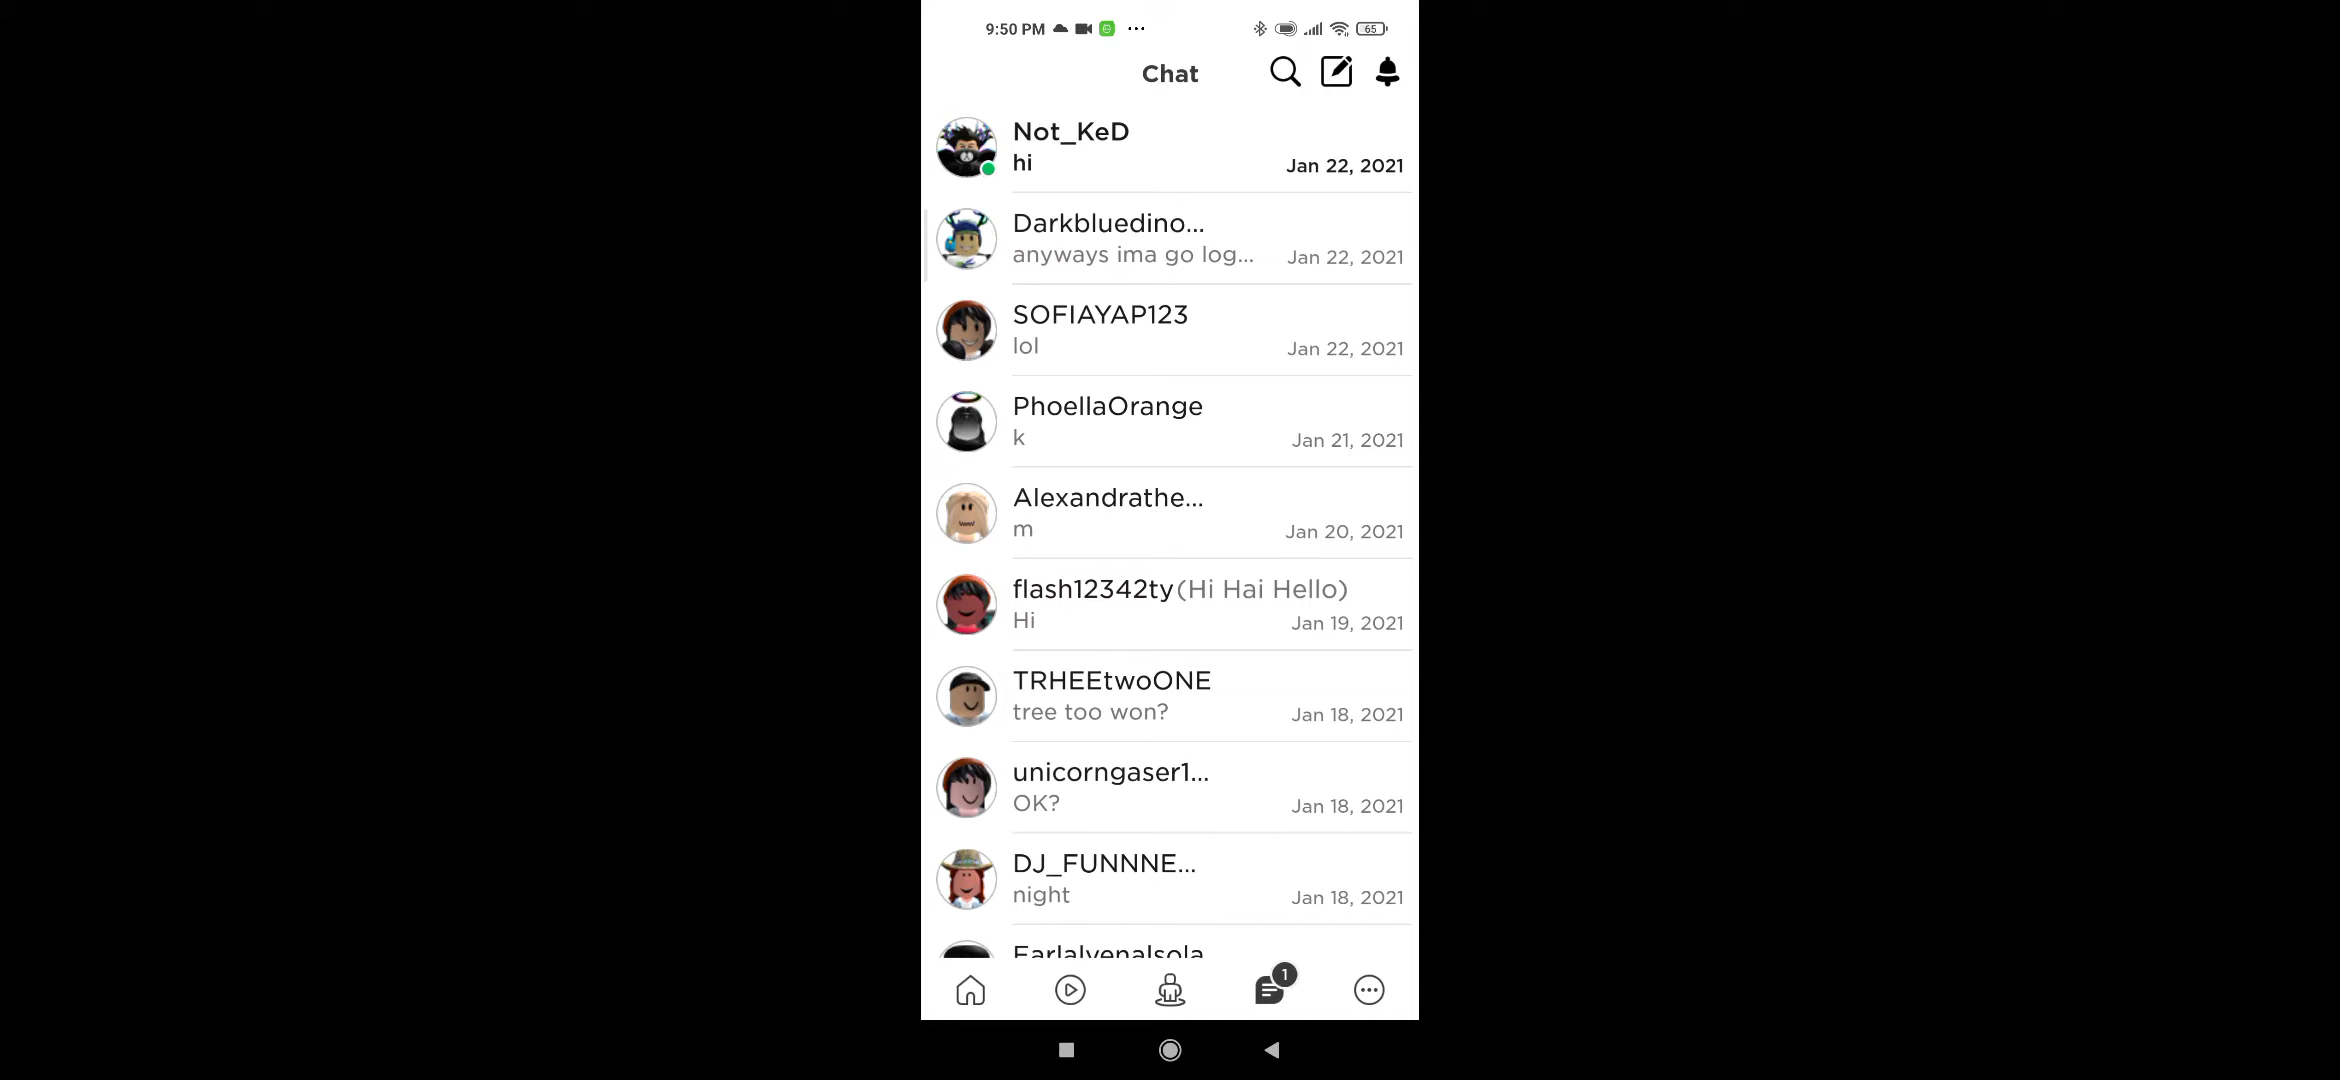 9:50 PM ... 65
Chat
Not_KeD
hi Jan 22, 2021
Darkbluedino...
anyways ima go log... Jan 22, 2021
SOFIAYAP123
lol Jan 22, 2021
PhoellaOrange
k Jan 21, 2021
Alexandrathe...
m Jan 20, 2021
flash12342ty(Hi Hai Hello)
Hi Jan 19, 2021
TRHEEtwoONE
tree too won? Jan 18, 2021
unicorngaser1...
OK? Jan 18, 2021
DJ_FUNNNE...
night Jan 18, 2021
1